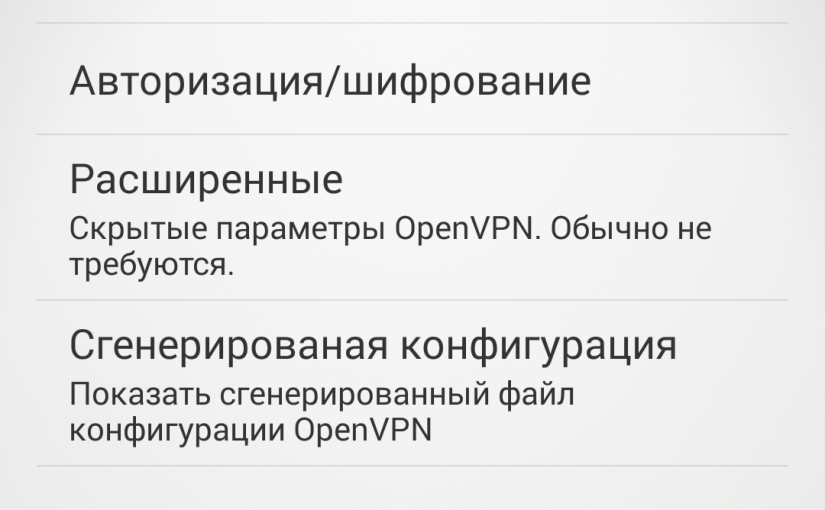 Авторизация/шифрование
Расширенные
Скрытые параметры OpenVPN. Обычно не
требуются.
Сгенерированая конфигурация
Показать сгенерированный файл
конфигурации OpenVPN